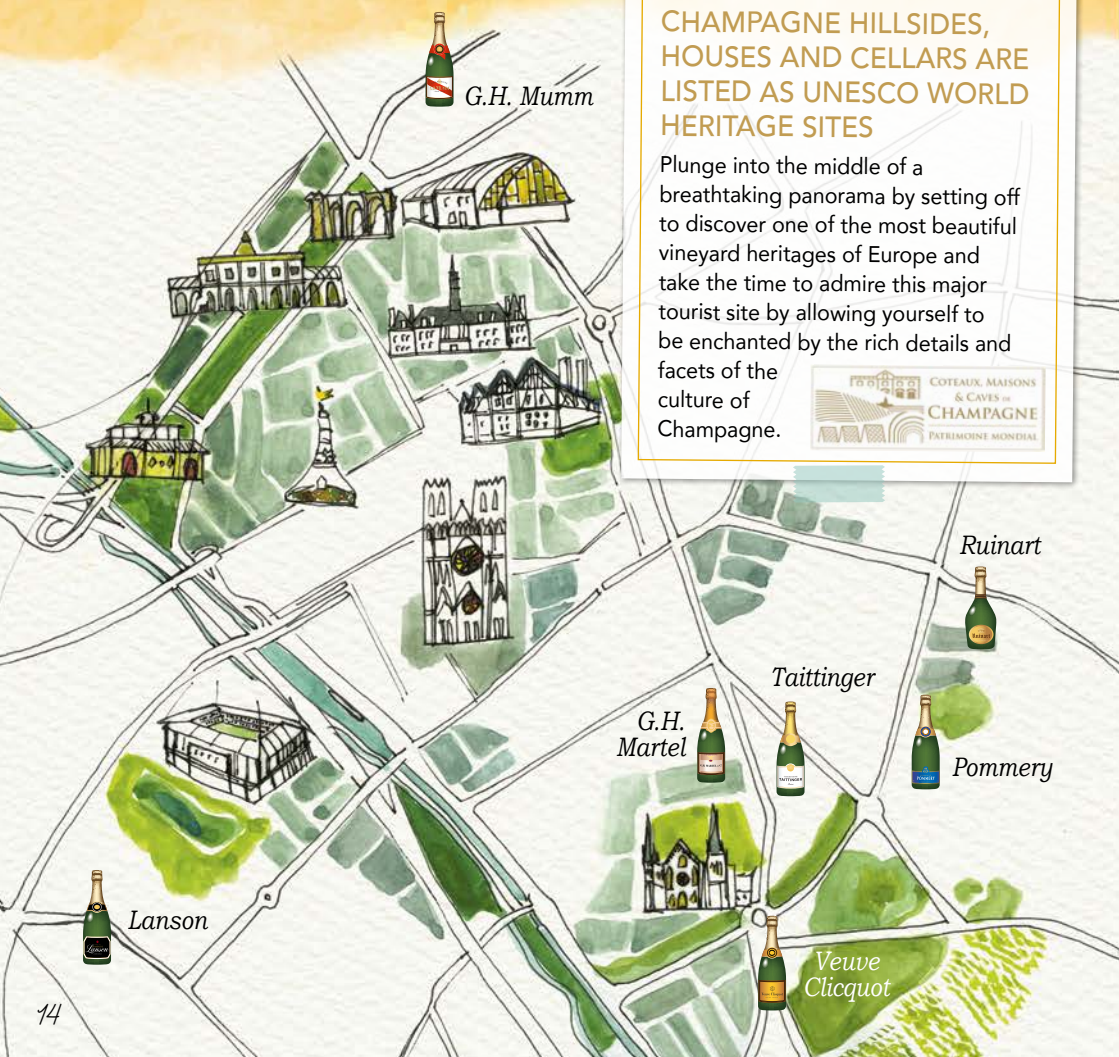 CHAMPAGNE HILLSIDES,
HOUSES AND CELLARS ARE
LISTED AS UNESCO WORLD
HERITAGE SITES
Plunge into the middle of a
breathtaking panorama by setting off
to discover one of the most beautiful
vineyard heritages of Europe and
take the time to admire this major
tourist site by allowing yourself to
be enchanted by the rich details and
facets of the
culture of
Champagne.
COTEAUX, MAISONS
& CAVES DE
CHAMPAGNE
PATRIMOINE MONDIAL
G.H. Mumm
Ruinart
Ruinart
Taittinger
TAITTINGER
G.H.
Martel
Pommery
POMMERY
Lanson
Lanson
Veuve
Clicquot
14